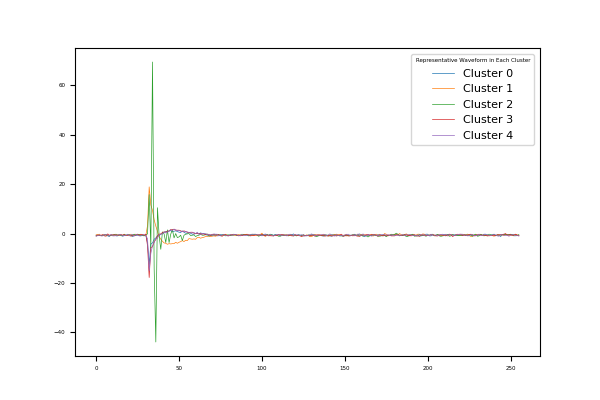 Representative Waveform in Each Cluster
Cluster 0
Cluster 1
Cluster 2
Cluster 3
Cluster 4
60
40
20
0
−20
−40
0 50 100 150 200 250